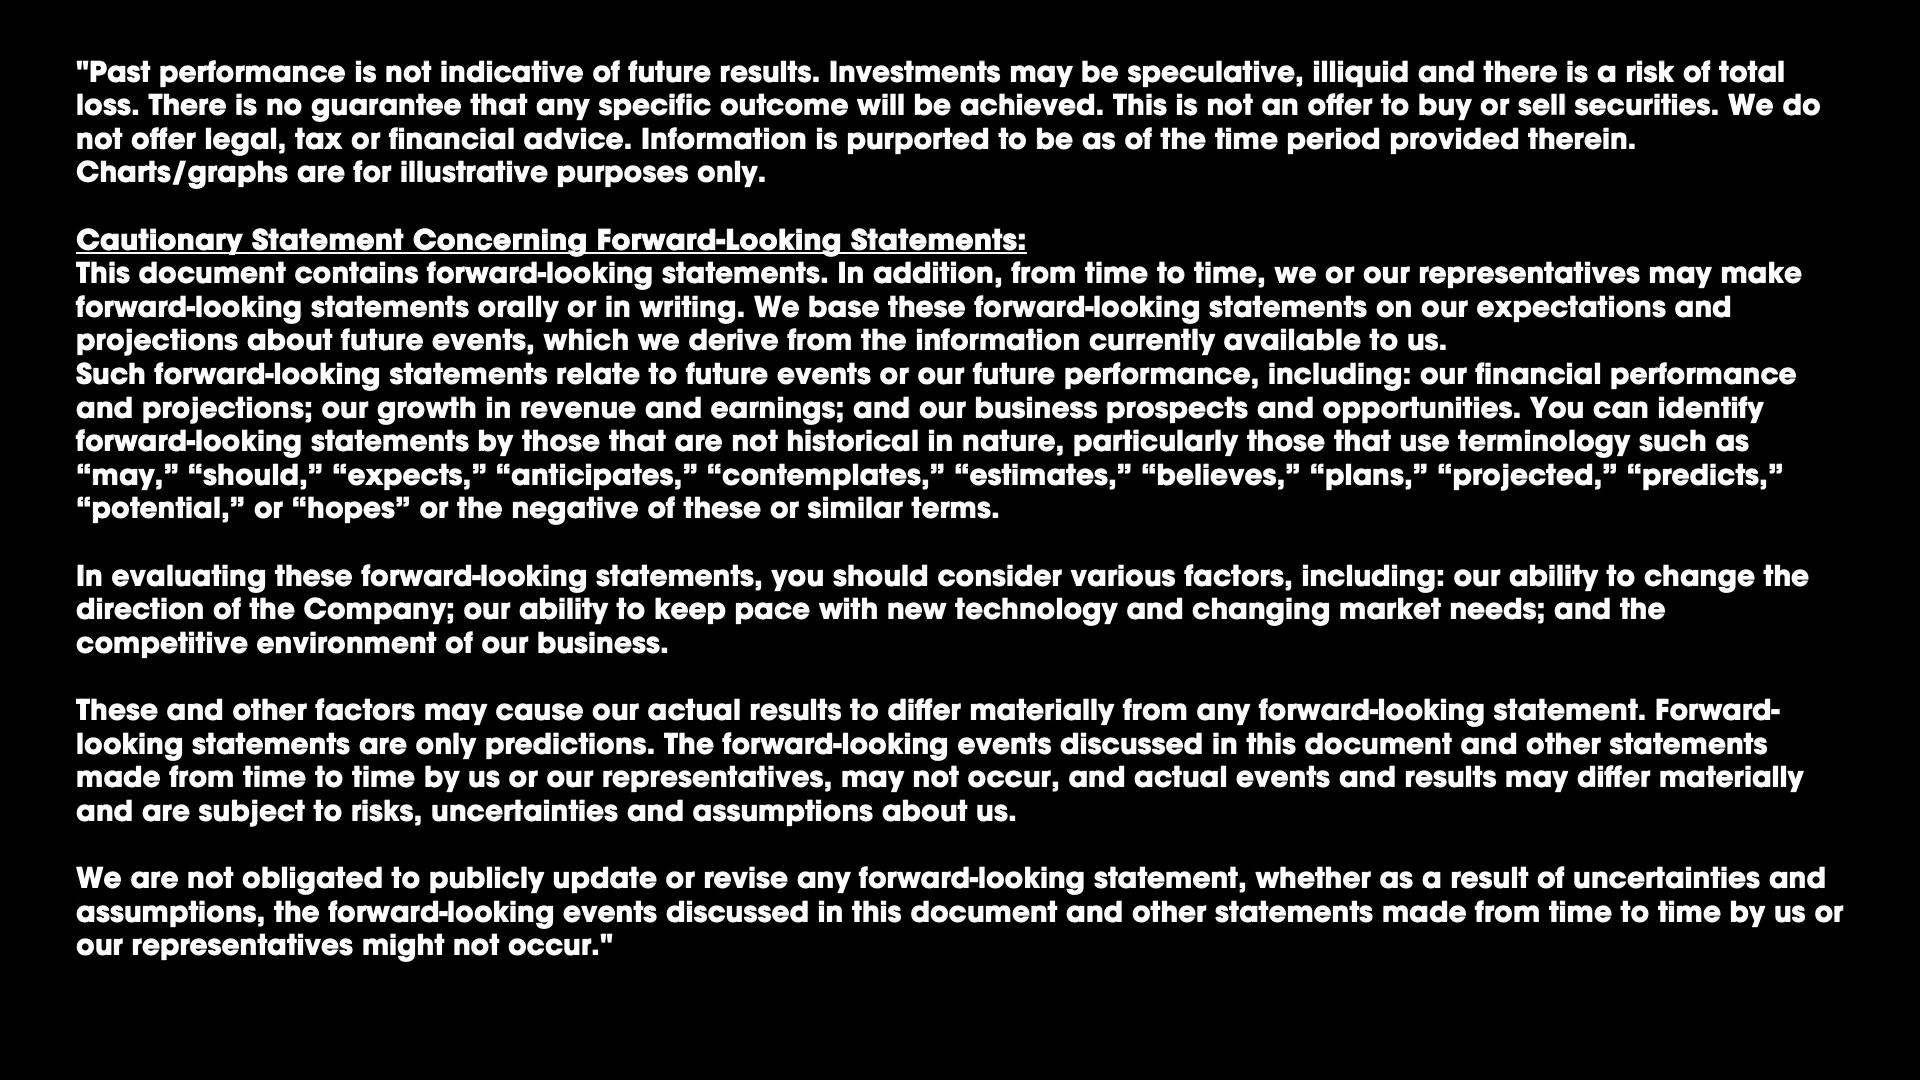 "Past performance is not indicative of future results. Investments may be speculative, illiquid and there is a risk of total
loss. There is no guarantee that any specific outcome will be achieved. This is not an offer to buy or sell securities. We do
not offer legal, tax or financial advice. Information is purported to be as of the time period provided therein.
Charts/graphs are for illustrative purposes only.
Cautionary Statement Concerning Forward-Looking Statements:
This document contains forward-looking statements. In addition, from time to time, we or our representatives may make
forward-looking statements orally or in writing. We base these forward-looking statements on our expectations and
projections about future events, which we derive from the information currently available to us.
Such forward-looking statements relate to future events or our future performance, including: our financial performance
and projections; our growth in revenue and earnings; and our business prospects and opportunities. You can identify
forward-looking statements by those that are not historical in nature, particularly those that use terminology such as
“may,” “should,” “expects,” “anticipates,” “contemplates,” “estimates,” “believes,” “plans,” “projected,” “predicts,”
“potential,” or “hopes” or the negative of these or similar terms.
In evaluating these forward-looking statements, you should consider various factors, including: our ability to change the
direction of the Company; our ability to keep pace with new technology and changing market needs; and the
competitive environment of our business.
These and other factors may cause our actual results to differ materially from any forward-looking statement. Forward-
looking statements are only predictions. The forward-looking events discussed in this document and other statements
made from time to time by us or our representatives, may not occur, and actual events and results may differ materially
and are subject to risks, uncertainties and assumptions about us.
We are not obligated to publicly update or revise any forward-looking statement, whether as a result of uncertainties and
assumptions, the forward-looking events discussed in this document and other statements made from time to time by us or
our representatives might not occur."